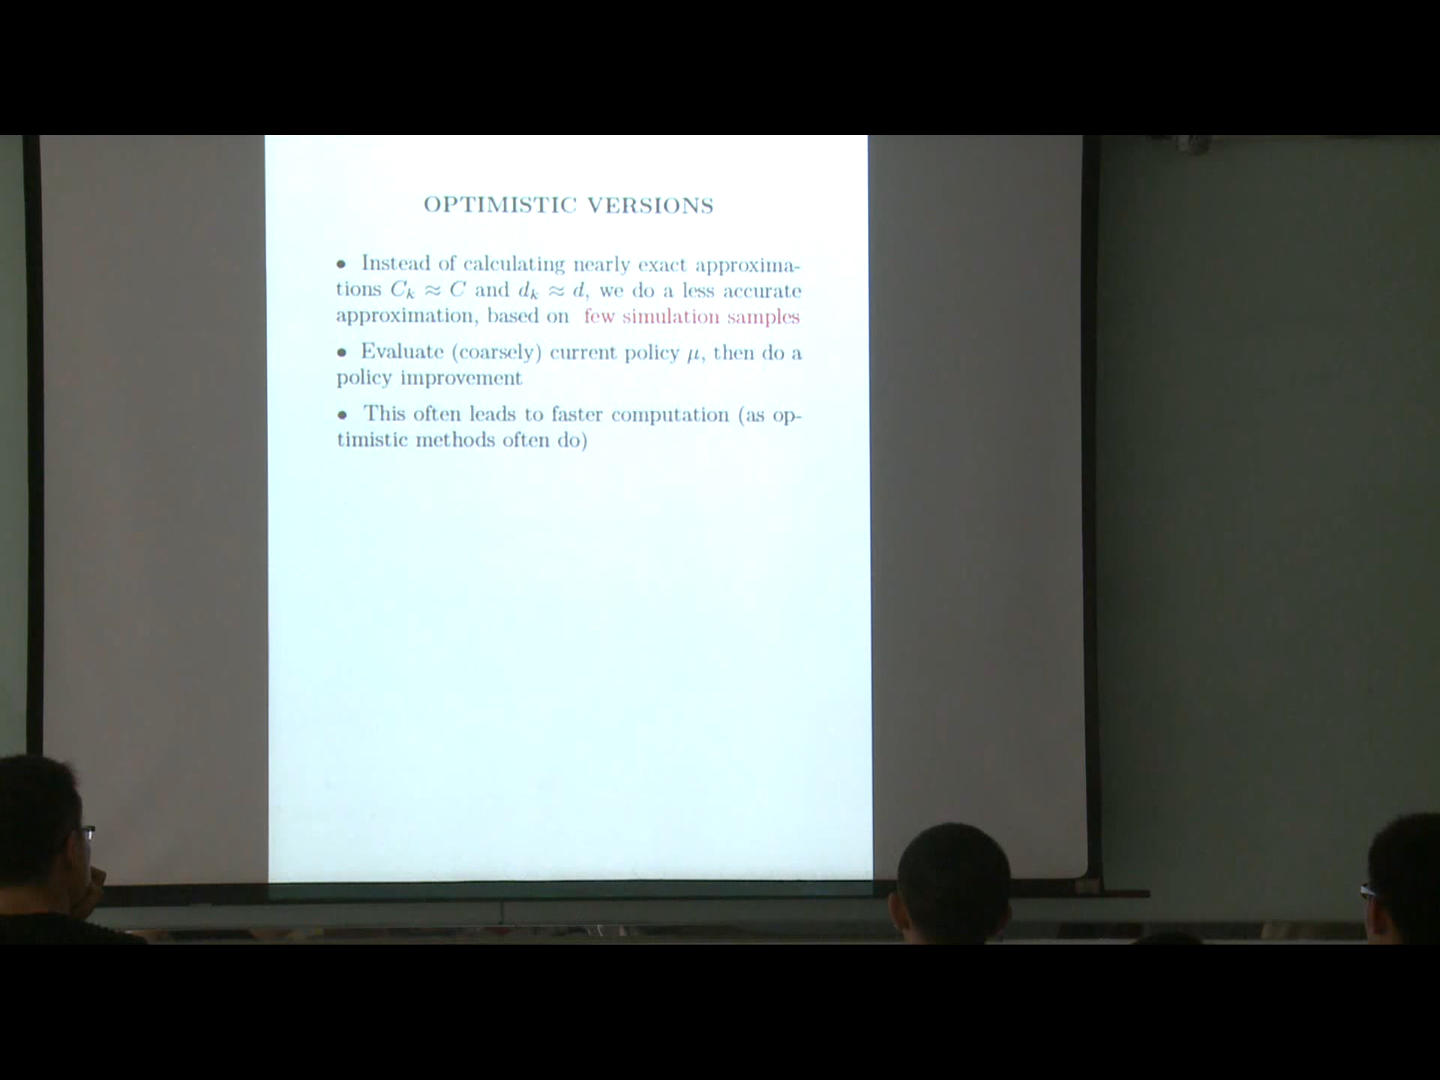 OPTIMISTIC VERSIONS
• Instead of calculating nearly exact approxima-
tions Cₖ ≈ C and dₖ ≈ d, we do a less accurate
approximation, based on few simulation samples
• Evaluate (coarsely) current policy μ, then do a
policy improvement
• This often leads to faster computation (as op-
timistic methods often do)